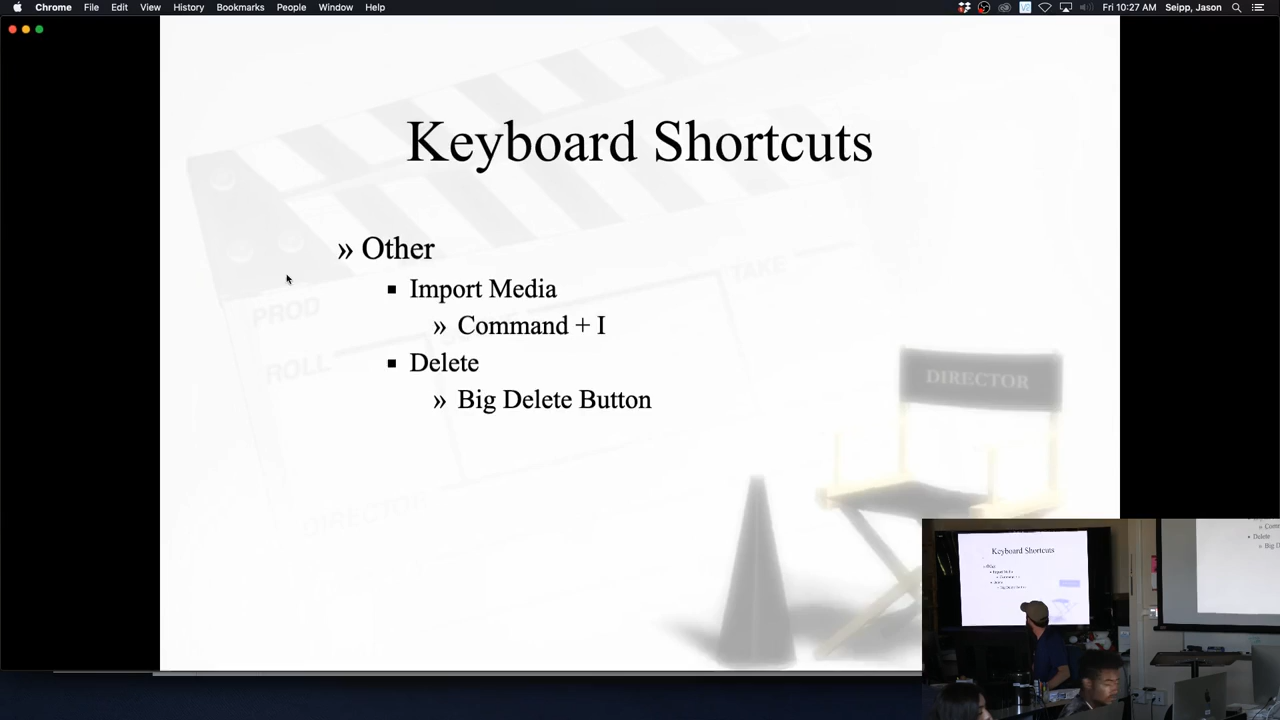 Chrome File Edit View History Bookmarks People Window Help Fri 10:27 AM Seipp, Jason
Keyboard Shortcuts
» Other
▪ Import Media
» Command + I
▪ Delete
» Big Delete Button
PROD
TAKE
ROLL
DIRECTOR
DIRECTOR
Keyboard Shortcuts
Delete